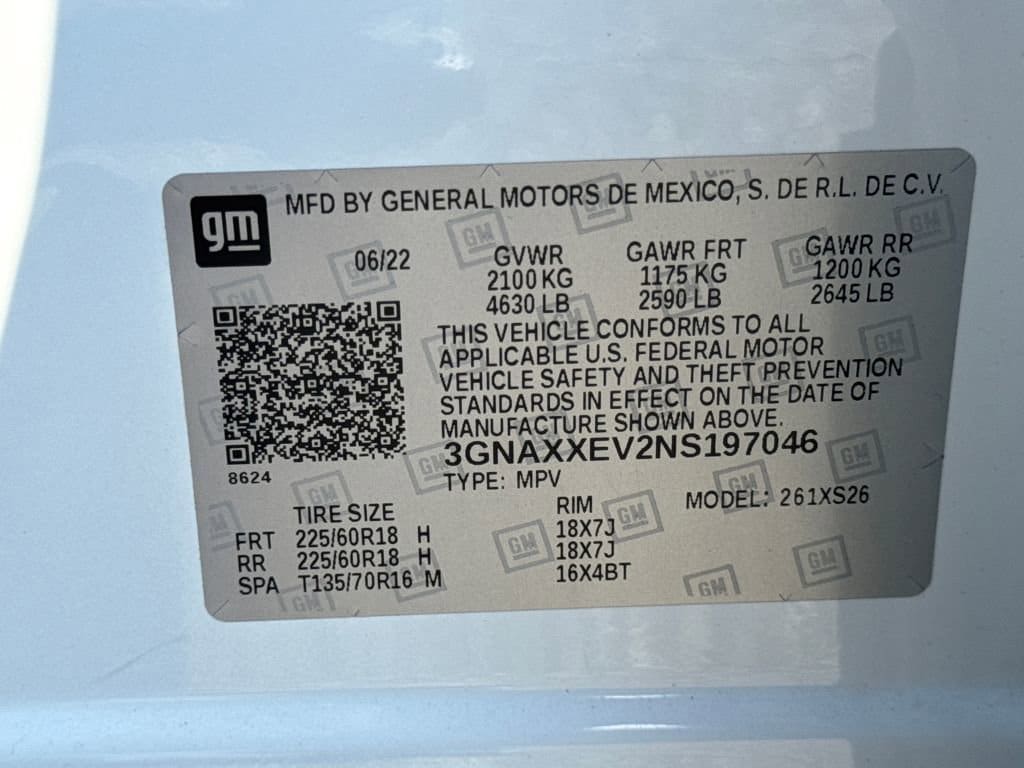 gm
MFD BY GENERAL MOTORS DE MEXICO, S. DE R.L. DE C.V.
06/22
GVWR
2100 KG
4630 LB
GAWR FRT
1175 KG
2590 LB
GAWR RR
1200 KG
2645 LB
THIS VEHICLE CONFORMS TO ALL
APPLICABLE U.S. FEDERAL MOTOR
VEHICLE SAFETY AND THEFT PREVENTION
STANDARDS IN EFFECT ON THE DATE OF
MANUFACTURE SHOWN ABOVE.
3GNAXXEV2NS197046
8624
TYPE: MPV
MODEL: 261XS26
TIRE SIZE RIM
FRT 225/60R18 H 18X7J
RR 225/60R18 H 18X7J
SPA T135/70R16 M 16X4BT